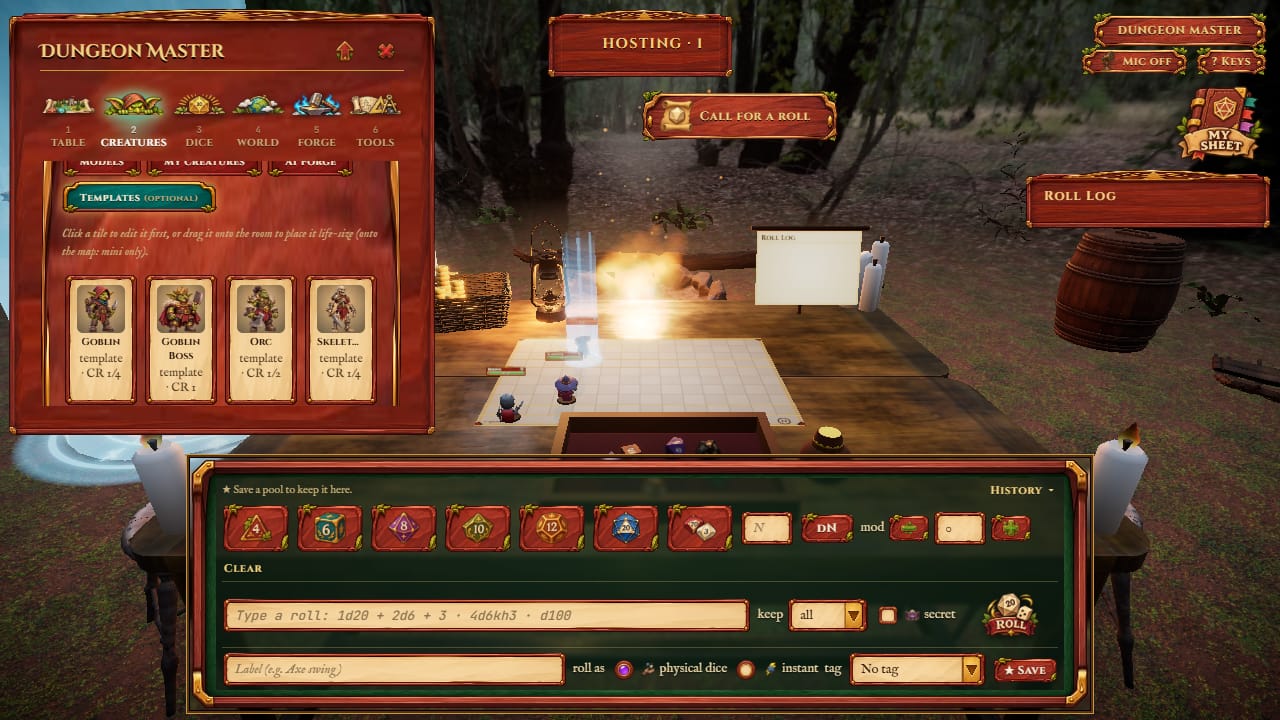 Dungeon Master
HOSTING · 1
DUNGEON MASTER
MIC OFF
? KEYS
1
TABLE
2
CREATURES
3
DICE
4
WORLD
5
FORGE
6
TOOLS
CALL FOR A ROLL
MY
SHEET
MODELS
MY CREATURES
AI FORGE
TEMPLATES (OPTIONAL)
Click a tile to edit it first, or drag it onto the room to place it life-size (onto
the map: mini only).
ROLL LOG
ROLL LOG
GOBLIN
template
· CR 1/4
GOBLIN
BOSS
template
· CR 1
ORC
template
· CR 1/2
SKELET...
template
· CR 1/4
★ Save a pool to keep it here.
HISTORY
4
6
8
10
12
20
N
DN
mod
0
CLEAR
Type a roll: 1d20 + 2d6 + 3 · 4d6kh3 · d100
keep
all
secret
20
ROLL
Label (e.g. Axe swing)
roll as
physical dice
instant
tag
No tag
★ SAVE